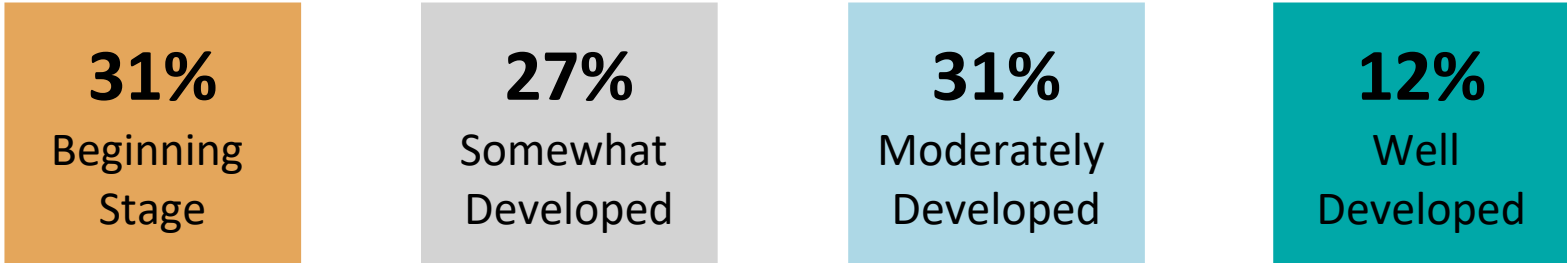 31%
Beginning
Stage
27%
Somewhat
Developed
31%
Moderately
Developed
12%
Well
Developed